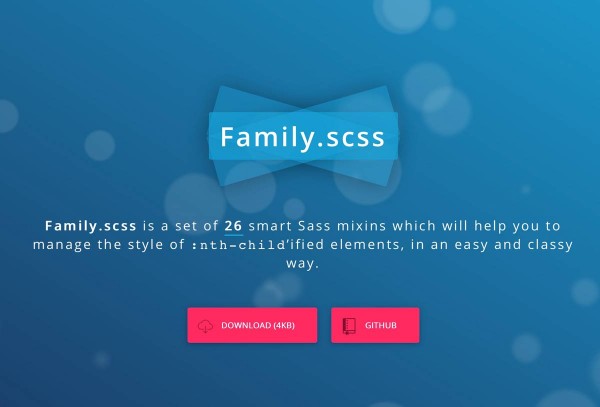 Family.scss
Family.scss is a set of 26 smart Sass mixins which will help you to
manage the style of :nth-child'ified elements, in an easy and classy
way.
DOWNLOAD (4KB) GITHUB